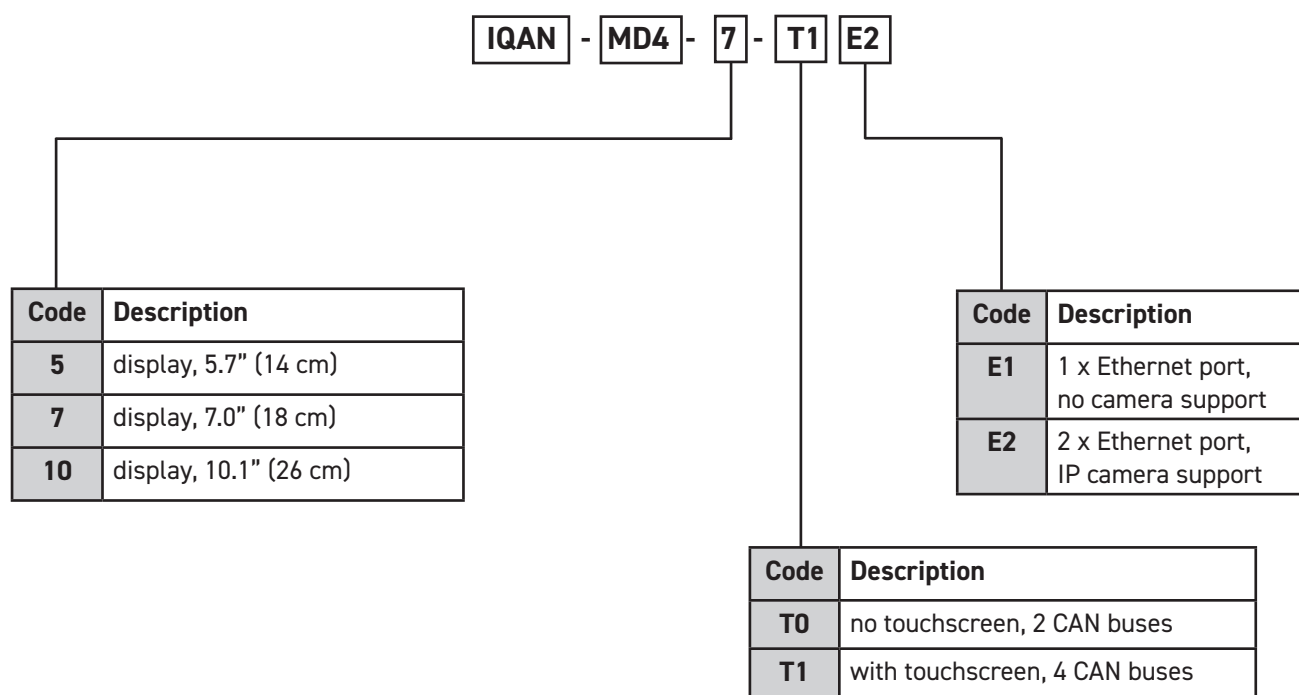 IQAN - MD4 - 7 - T1 E2
Code Description
5 display, 5.7” (14 cm)
7 display, 7.0” (18 cm)
10 display, 10.1” (26 cm)
Code Description
E1 1 x Ethernet port,
no camera support
E2 2 x Ethernet port,
IP camera support
Code Description
T0 no touchscreen, 2 CAN buses
T1 with touchscreen, 4 CAN buses